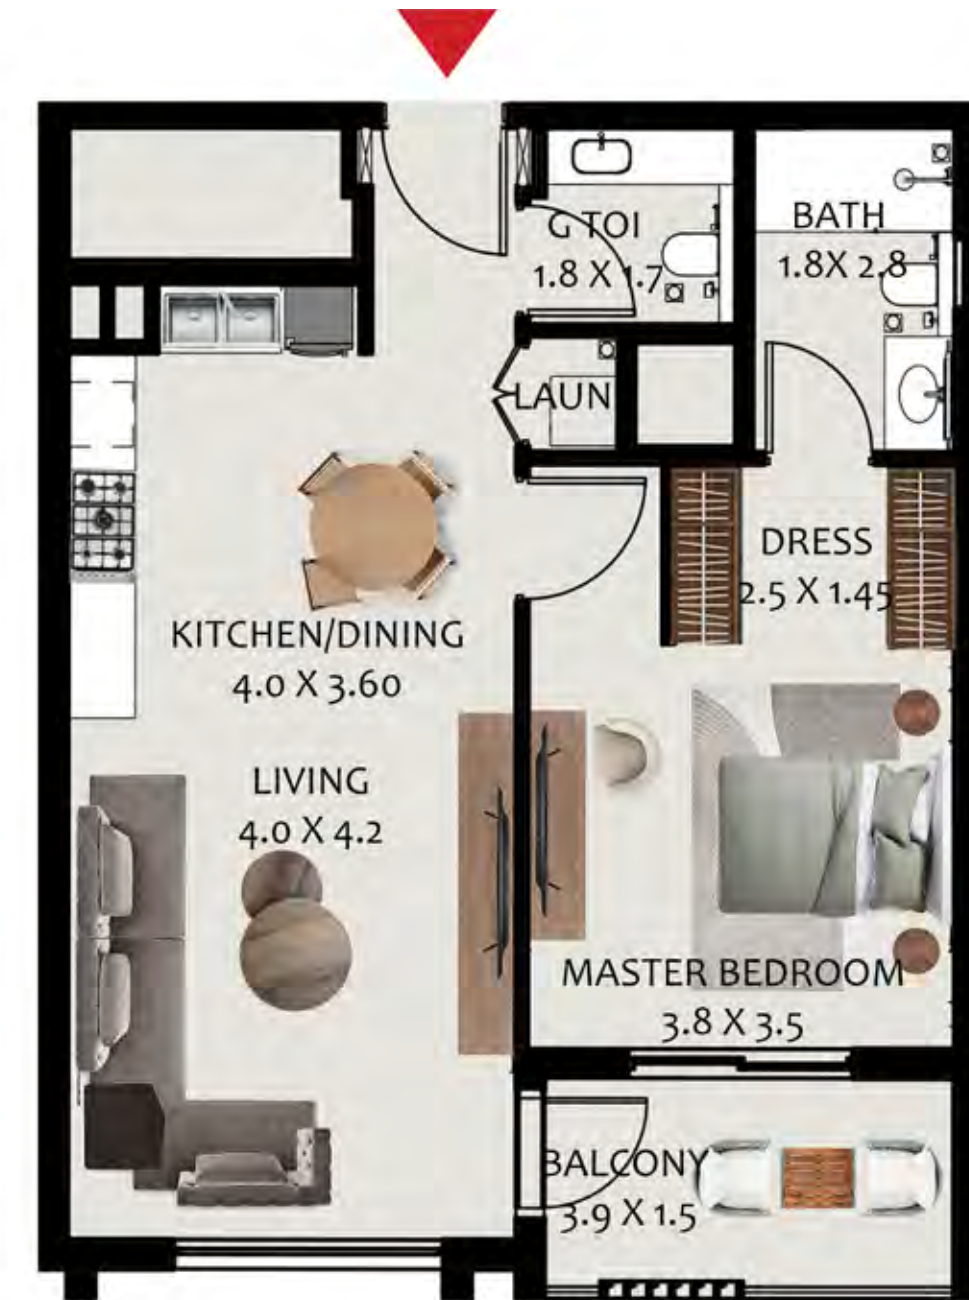 G TOI
1.8 X 1.7
BATH
1.8X 2.8
LAUN
DRESS
2.5 X 1.45
KITCHEN/DINING
4.0 X 3.60
LIVING
4.0 X 4.2
MASTER BEDROOM
3.8 X 3.5
BALCONY
3.9 X 1.5